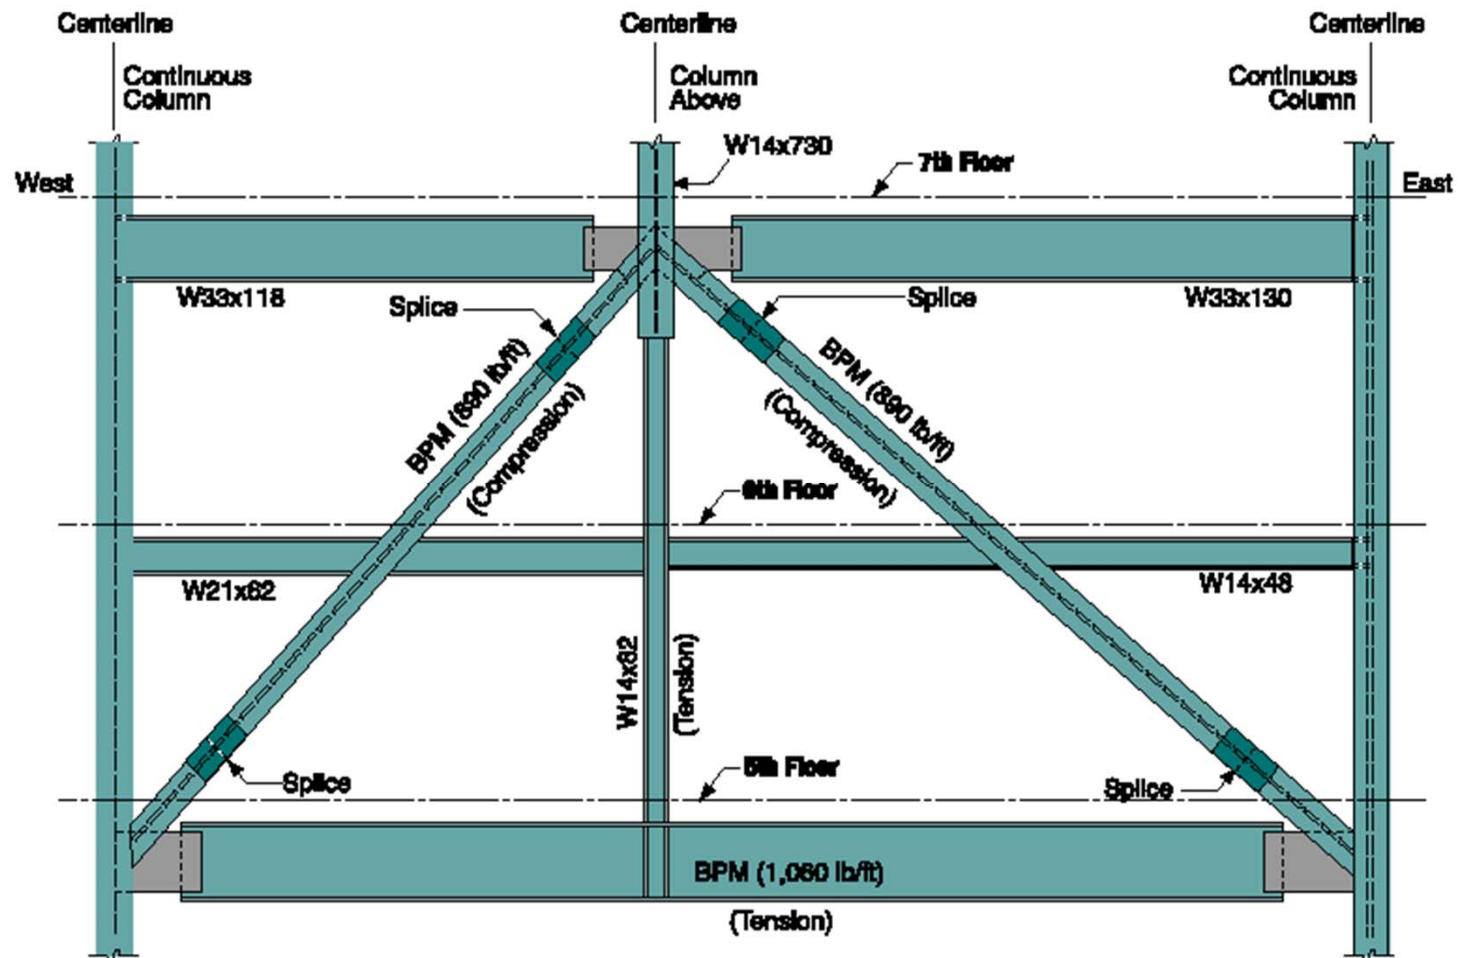 Centerline
Centerline
Centerline
Continuous
Column
Column
Above
Continuous
Column
W14x730
7th Floor
West
East
W33x118
Splice
Splice
W33x130
BPM (890 lb/ft)
(Compression)
BPM (890 lb/ft)
(Compression)
6th Floor
W21x62
W14x48
W14x82
(Tension)
5th Floor
Splice
Splice
BPM (1,060 lb/ft)
(Tension)